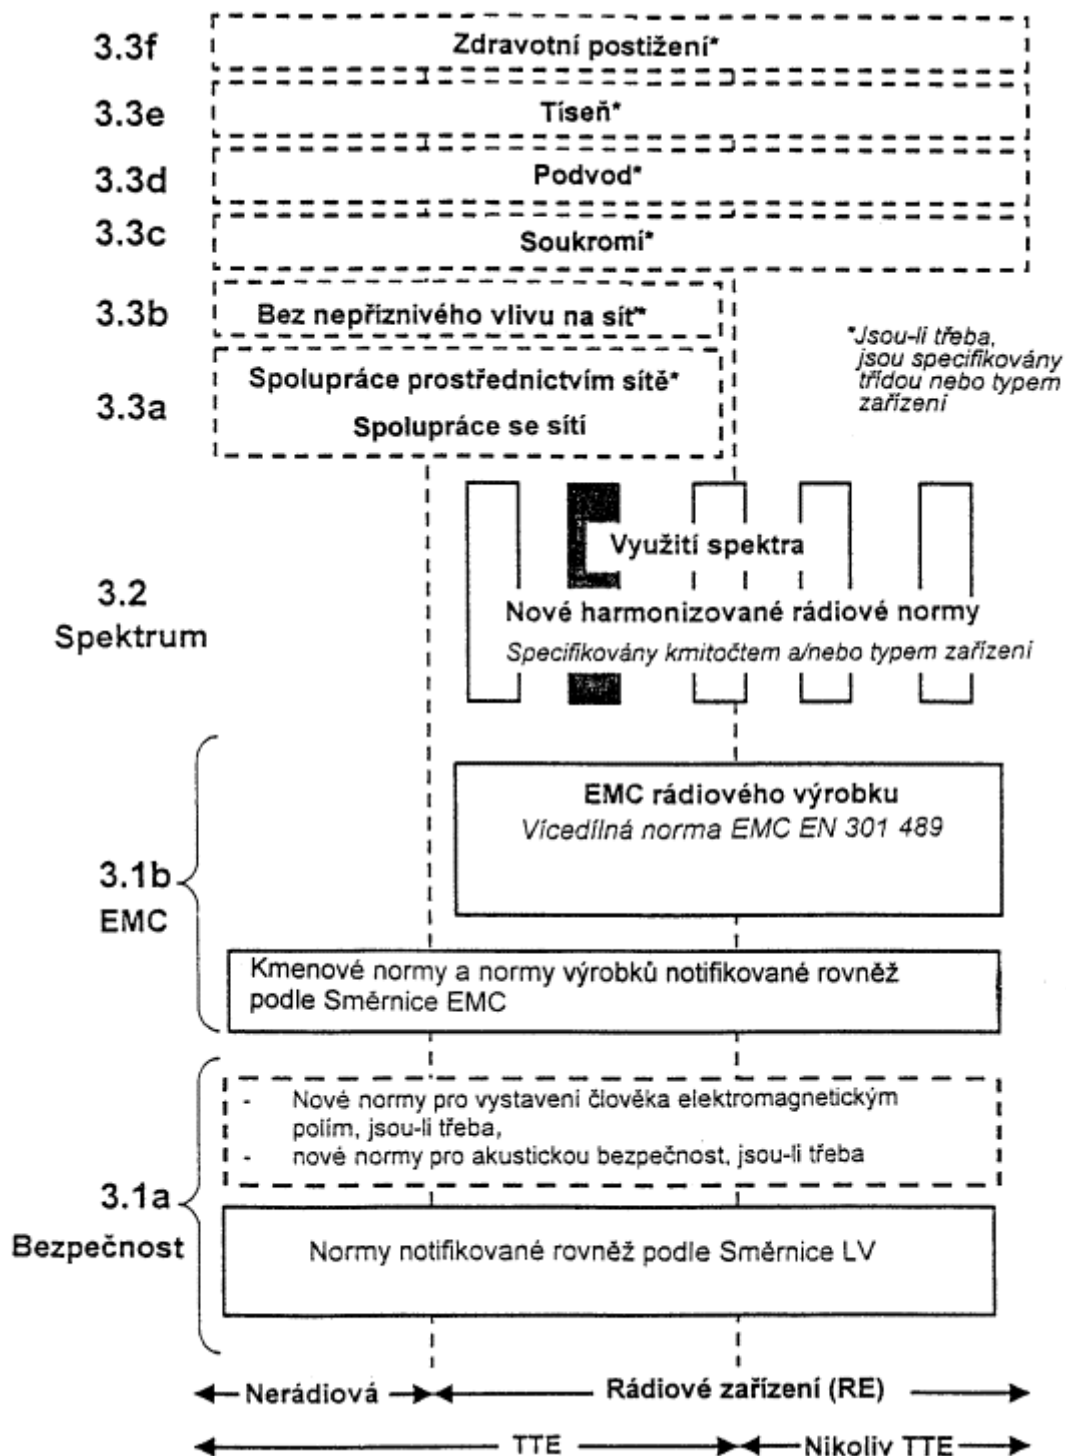 3.3f
Zdravotní postižení*
3.3e
Tíseň*
3.3d
Podvod*
3.3c
Soukromí*
3.3b
Bez nepříznivého vlivu na síť*
3.3a
Spolupráce prostřednictvím sítě*
Spolupráce se sítí
*Jsou-li třeba,
jsou specifikovány
třídou nebo typem
zařízení
3.2
Spektrum
Využití spektra
Nové harmonizované rádiové normy
Specifikovány kmitočtem a/nebo typem zařízení
3.1b
EMC
EMC rádiového výrobku
Vícedílná norma EMC EN 301 489
Kmenové normy a normy výrobků notifikované rovněž
podle Směrnice EMC
3.1a
Bezpečnost
- Nové normy pro vystavení člověka elektromagnetickým
polím, jsou-li třeba,
- nové normy pro akustickou bezpečnost, jsou-li třeba
Normy notifikované rovněž podle Směrnice LV
Nerádiová
Rádiové zařízení (RE)
TTE
Nikoliv TTE